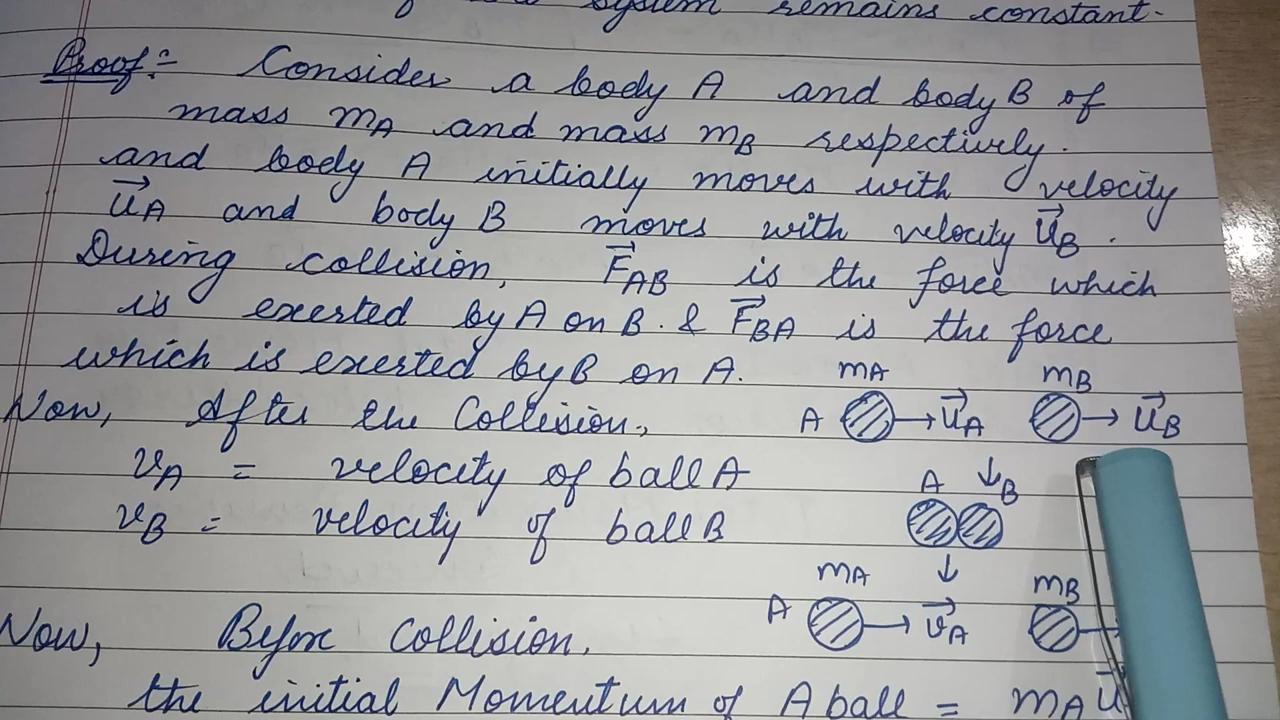 system remains constant.
Proof:- Consider a body A and body B of
mass mA and mass mB respectively.
and body A initially moves with velocity
u⃗A and body B moves with velocity u⃗B.
During collision, F⃗AB is the force which
is exerted by A on B. & F⃗BA is the force
which is exerted by B on A.
mA mB
Now, After the Collision,
A u⃗A u⃗B
vA = velocity of ball A
A ↓ B
vB = velocity of ball B
↓
mA mB
A v⃗A
Now, Before Collision,
the initial Momentum of A ball = mA u